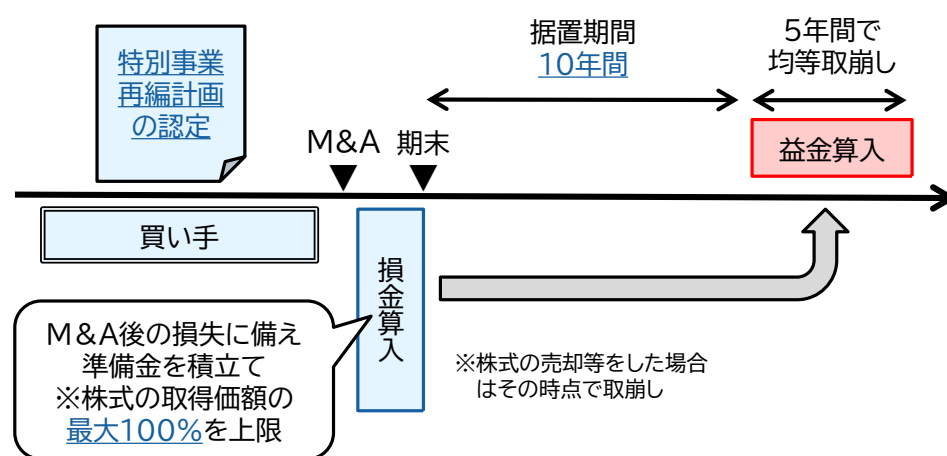 特別事業
再編計画
の認定
据置期間
10年間
5年間で
均等取崩し
M&A
期末
益金算入
買い手
損金算入
M&A後の損失に備え
準備金を積立て
※株式の取得価額の
最大100%を上限
※株式の売却等をした場合
はその時点で取崩し